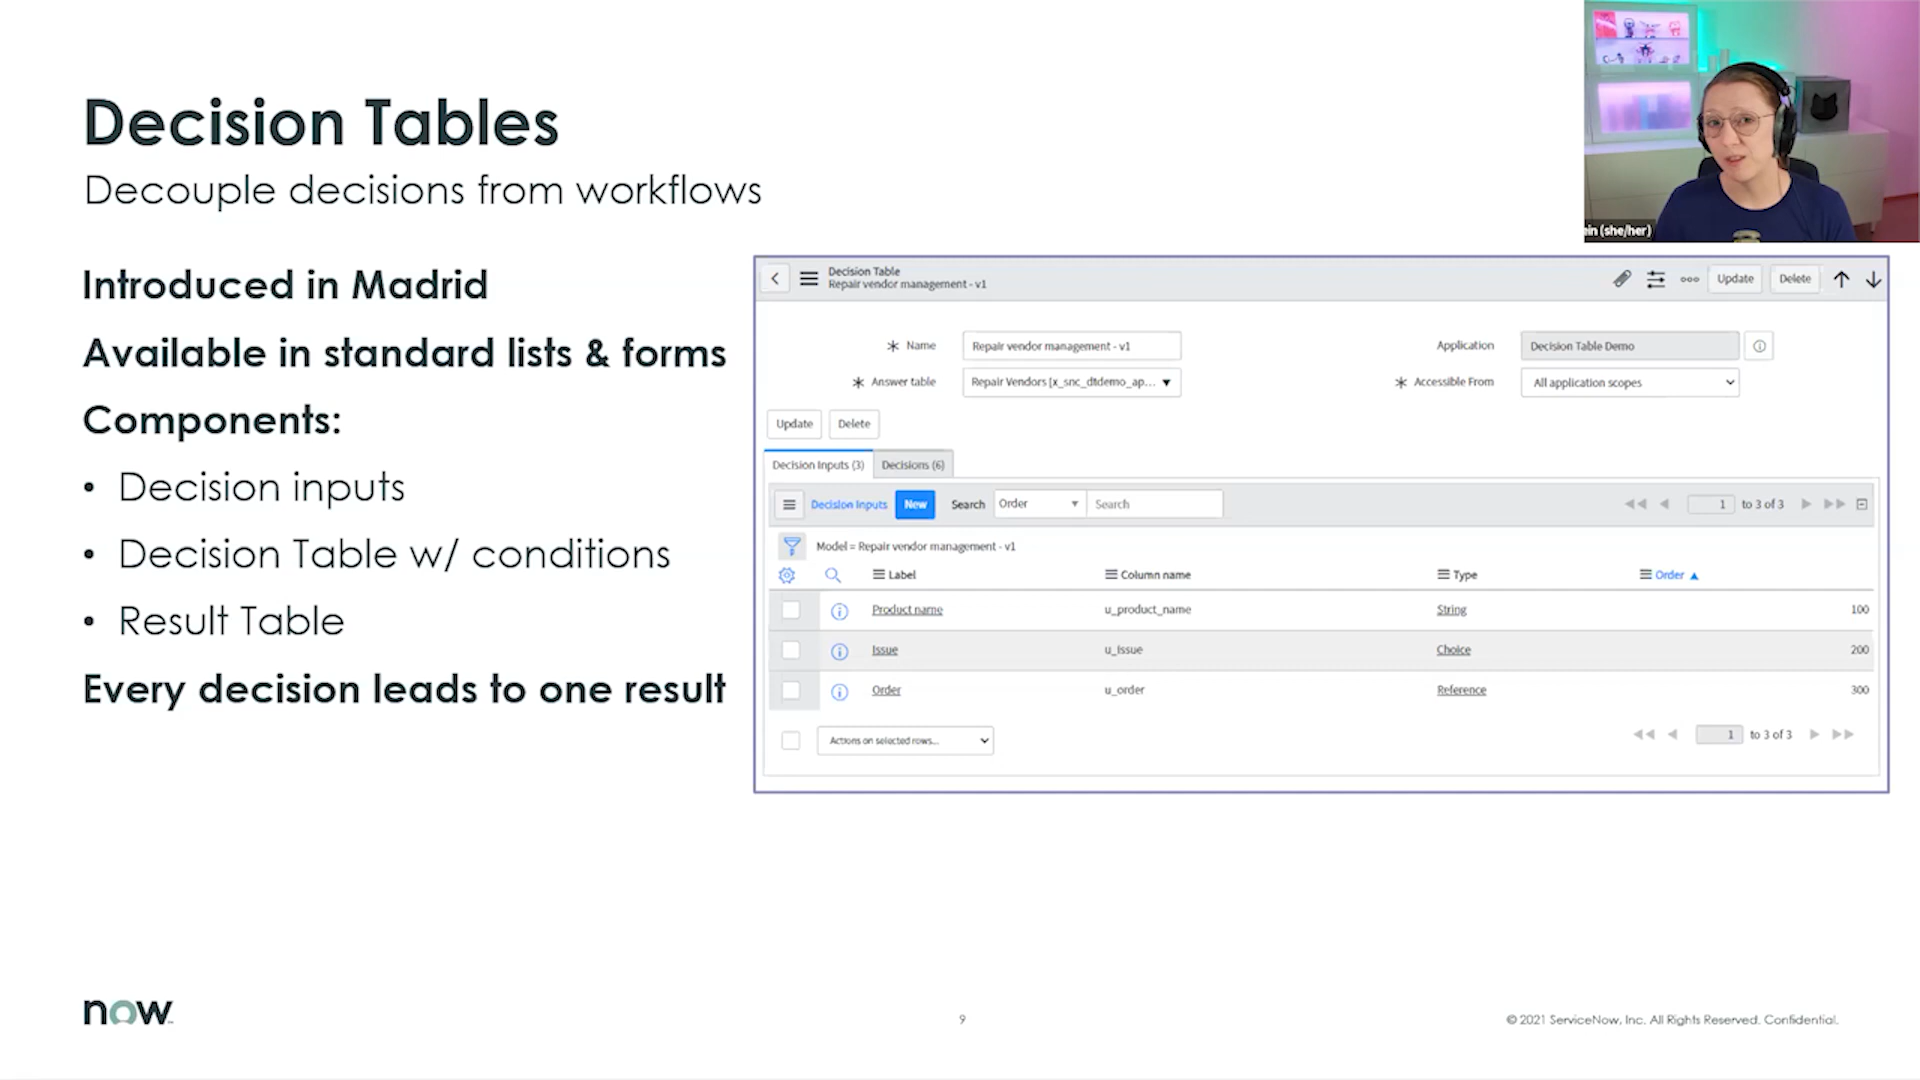 Decision Tables
Decouple decisions from workflows
Introduced in Madrid
Available in standard lists & forms
Components:
• Decision inputs
• Decision Table w/ conditions
• Result Table
Every decision leads to one result
ein (she/her)
Decision Table
Repair vendor management - v1
Update
Delete
Name
Repair vendor management - v1
Application
Decision Table Demo
Answer table
Repair Vendors [x_snc_dtdemo_ap...
Accessible From
All application scopes
Update
Delete
Decision Inputs (3)
Decisions (6)
Decision Inputs
New
Search
Order
Search
1 to 3 of 3
Model = Repair vendor management - v1
Label Column name Type Order
Product name u_product_name String 100
Issue u_issue Choice 200
Order u_order Reference 300
Actions on selected rows...
1 to 3 of 3
now
9
© 2021 ServiceNow, Inc. All Rights Reserved. Confidential.